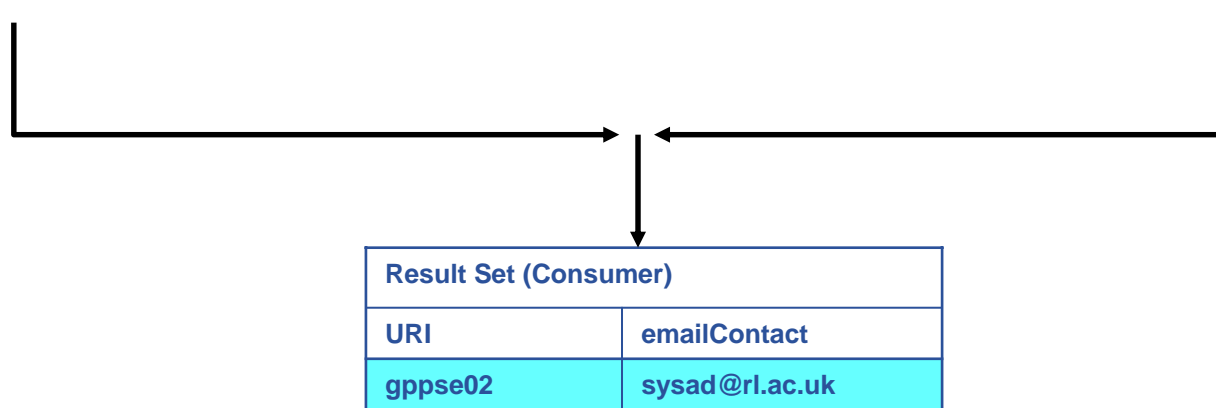 Result Set (Consumer)
URI emailContact
gppse02 sysad@rl.ac.uk